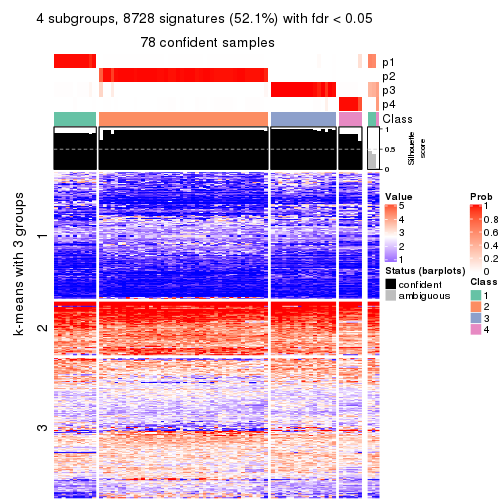 4 subgroups, 8728 signatures (52.1%) with fdr < 0.05
78 confident samples
p1
p2
p3
p4
Class
1
0.5
0
Silhouette
score
k-means with 3 groups
1
2
3
Value
5
4
3
2
1
Status (barplots)
confident
ambiguous
Prob
1
0.8
0.6
0.4
0.2
0
Class
1
2
3
4